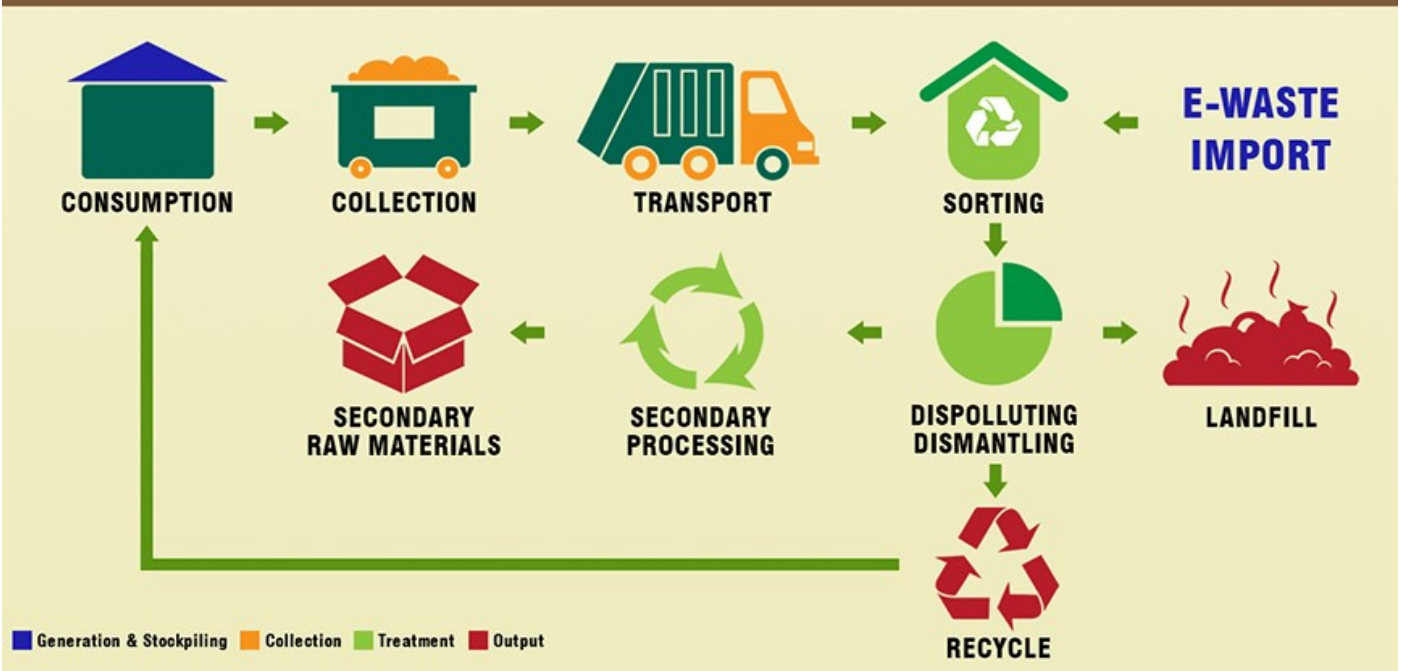 E-WASTE
IMPORT
CONSUMPTION
COLLECTION
TRANSPORT
SORTING
SECONDARY
RAW MATERIALS
SECONDARY
PROCESSING
DISPOLLUTING
DISMANTLING
LANDFILL
RECYCLE
Generation & Stockpiling
Collection
Treatment
Output